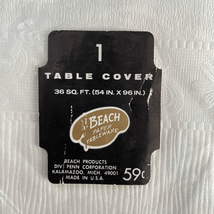 1
TABLE COVER
36 SQ. FT. (54 IN. X 96 IN.)
BEACH
PAPER
TABLEWARE
BEACH PRODUCTS
DIV. PENN CORPORATION
KALAMAZOO, MICH. 49001
MADE IN U.S.A.
59¢